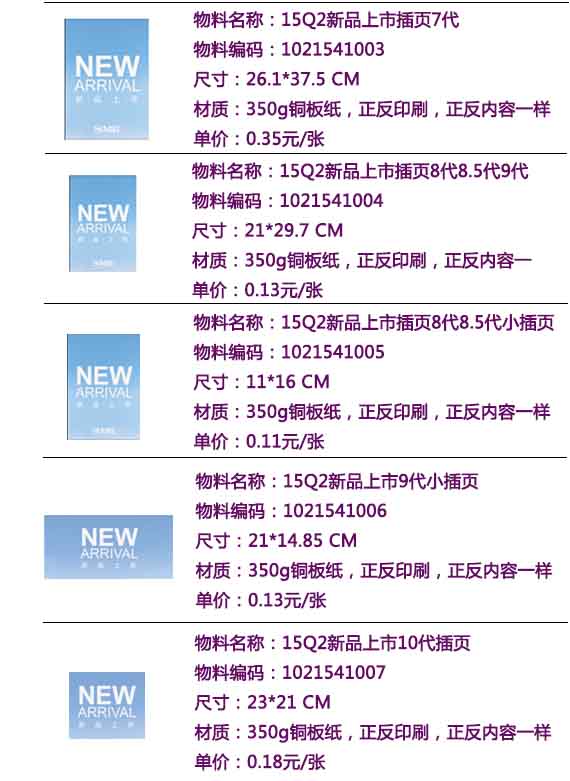 NEW
ARRIVAL
新品上市
物料名称：15Q2新品上市插页7代
物料编码：1021541003
尺寸：26.1*37.5 CM
材质：350g铜板纸，正反印刷，正反内容一样
单价：0.35元/张
NEW
ARRIVAL
新品上市
物料名称：15Q2新品上市插页8代8.5代9代
物料编码：1021541004
尺寸：21*29.7 CM
材质：350g铜板纸，正反印刷，正反内容一
单价：0.13元/张
NEW
ARRIVAL
新品上市
物料名称：15Q2新品上市插页8代8.5代小插页
物料编码：1021541005
尺寸：11*16 CM
材质：350g铜板纸，正反印刷，正反内容一样
单价：0.11元/张
NEW
ARRIVAL
新品上市
物料名称：15Q2新品上市9代小插页
物料编码：1021541006
尺寸：21*14.85 CM
材质：350g铜板纸，正反印刷，正反内容一样
单价：0.13元/张
NEW
ARRIVAL
新品上市
物料名称：15Q2新品上市10代插页
物料编码：1021541007
尺寸：23*21 CM
材质：350g铜板纸，正反印刷，正反内容一样
单价：0.18元/张